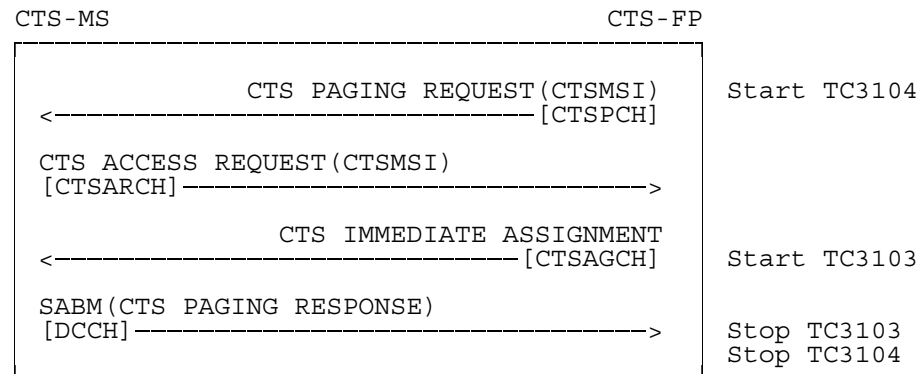 CTS-MS CTS-FP
CTS PAGING REQUEST(CTSMSI) Start TC3104
<--------------------------------[CTSPCH]
CTS ACCESS REQUEST(CTSMSI)
[CTSARCH]-------------------------------->
CTS IMMEDIATE ASSIGNMENT
<--------------------------------[CTSAGCH] Start TC3103
SABM(CTS PAGING RESPONSE)
[DCCH]-----------------------------------> Stop TC3103
Stop TC3104